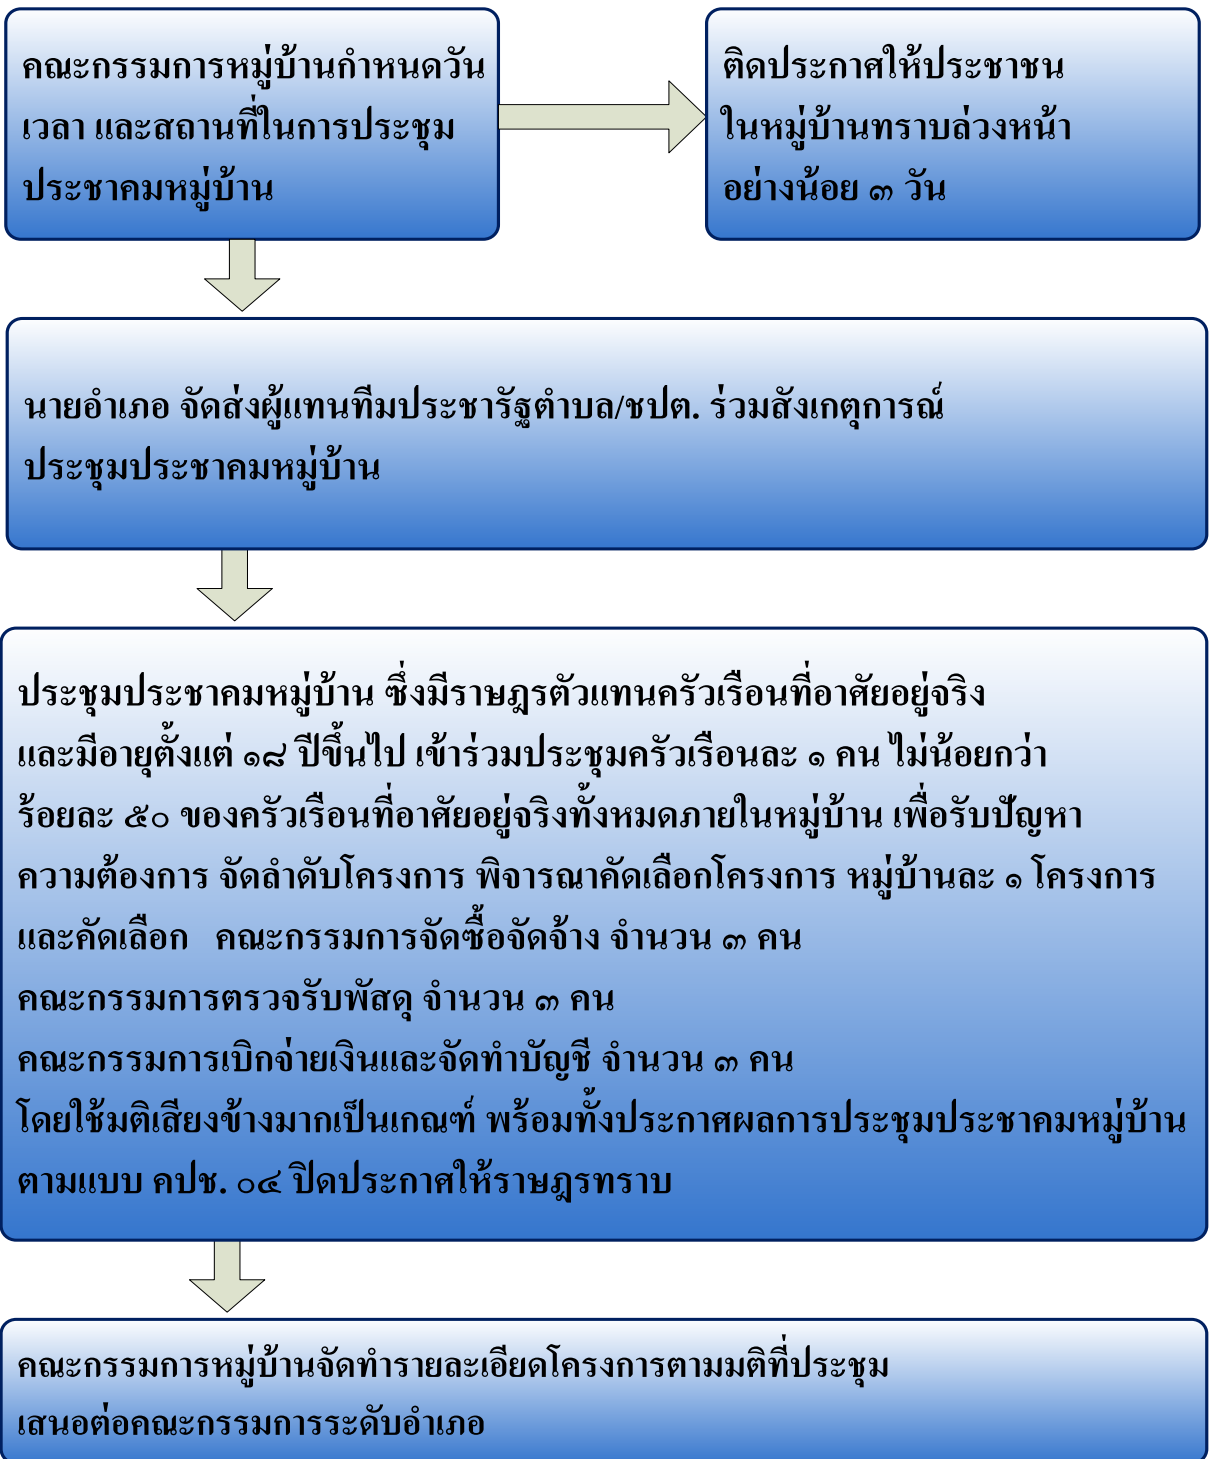 คณะกรรมการหมู่บ้านกำหนดวัน
เวลา และสถานที่ในการประชุม
ประชาคมหมู่บ้าน
ติดประกาศให้ประชาชน
ในหมู่บ้านทราบล่วงหน้า
อย่างน้อย ๓ วัน
นายอำเภอ จัดส่งผู้แทนทีมประชารัฐตำบล/ชปต. ร่วมสังเกตุการณ์
ประชุมประชาคมหมู่บ้าน
ประชุมประชาคมหมู่บ้าน ซึ่งมีราษฎรตัวแทนครัวเรือนที่อาศัยอยู่จริง
และมีอายุตั้งแต่ ๑๘ ปีขึ้นไป เข้าร่วมประชุมครัวเรือนละ ๑ คน ไม่น้อยกว่า
ร้อยละ ๕๐ ของครัวเรือนที่อาศัยอยู่จริงทั้งหมดภายในหมู่บ้าน เพื่อรับปัญหา
ความต้องการ จัดลำดับโครงการ พิจารณาคัดเลือกโครงการ หมู่บ้านละ ๑ โครงการ
และคัดเลือก คณะกรรมการจัดซื้อจัดจ้าง จำนวน ๓ คน
คณะกรรมการตรวจรับพัสดุ จำนวน ๓ คน
คณะกรรมการเบิกจ่ายเงินและจัดทำบัญชี จำนวน ๓ คน
โดยใช้มติเสียงข้างมากเป็นเกณฑ์ พร้อมทั้งประกาศผลการประชุมประชาคมหมู่บ้าน
ตามแบบ คปช. ๐๔ ปิดประกาศให้ราษฎรทราบ
คณะกรรมการหมู่บ้านจัดทำรายละเอียดโครงการตามมติที่ประชุม
เสนอต่อคณะกรรมการระดับอำเภอ